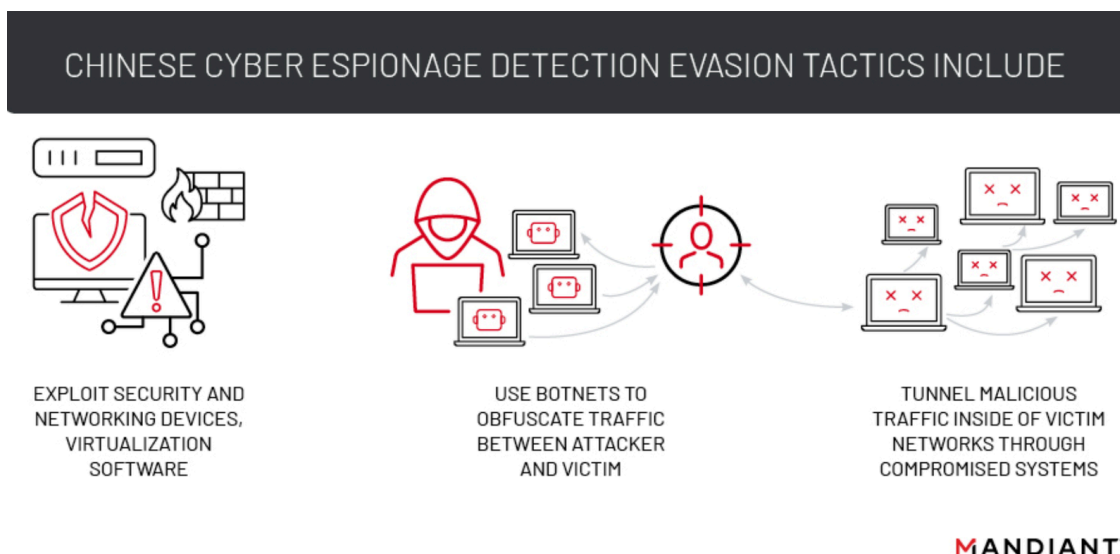 CHINESE CYBER ESPIONAGE DETECTION EVASION TACTICS INCLUDE
EXPLOIT SECURITY AND
NETWORKING DEVICES,
VIRTUALIZATION
SOFTWARE
USE BOTNETS TO
OBFUSCATE TRAFFIC
BETWEEN ATTACKER
AND VICTIM
TUNNEL MALICIOUS
TRAFFIC INSIDE OF VICTIM
NETWORKS THROUGH
COMPROMISED SYSTEMS
MANDIANT